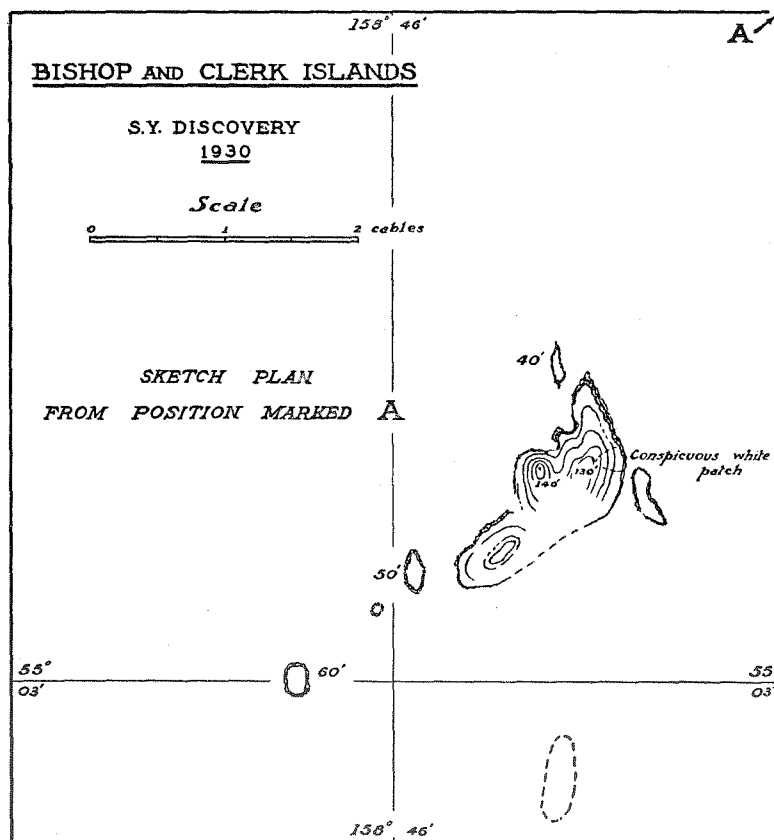 158° 46'
A
BISHOP AND CLERK ISLANDS
S.Y. DISCOVERY
1930
Scale
0 1 2 cables
40'
SKETCH PLAN
FROM POSITION MARKED A
Conspicuous white
patch
140' 130'
50'
55° 60' 55
03' 03'
158° 46'